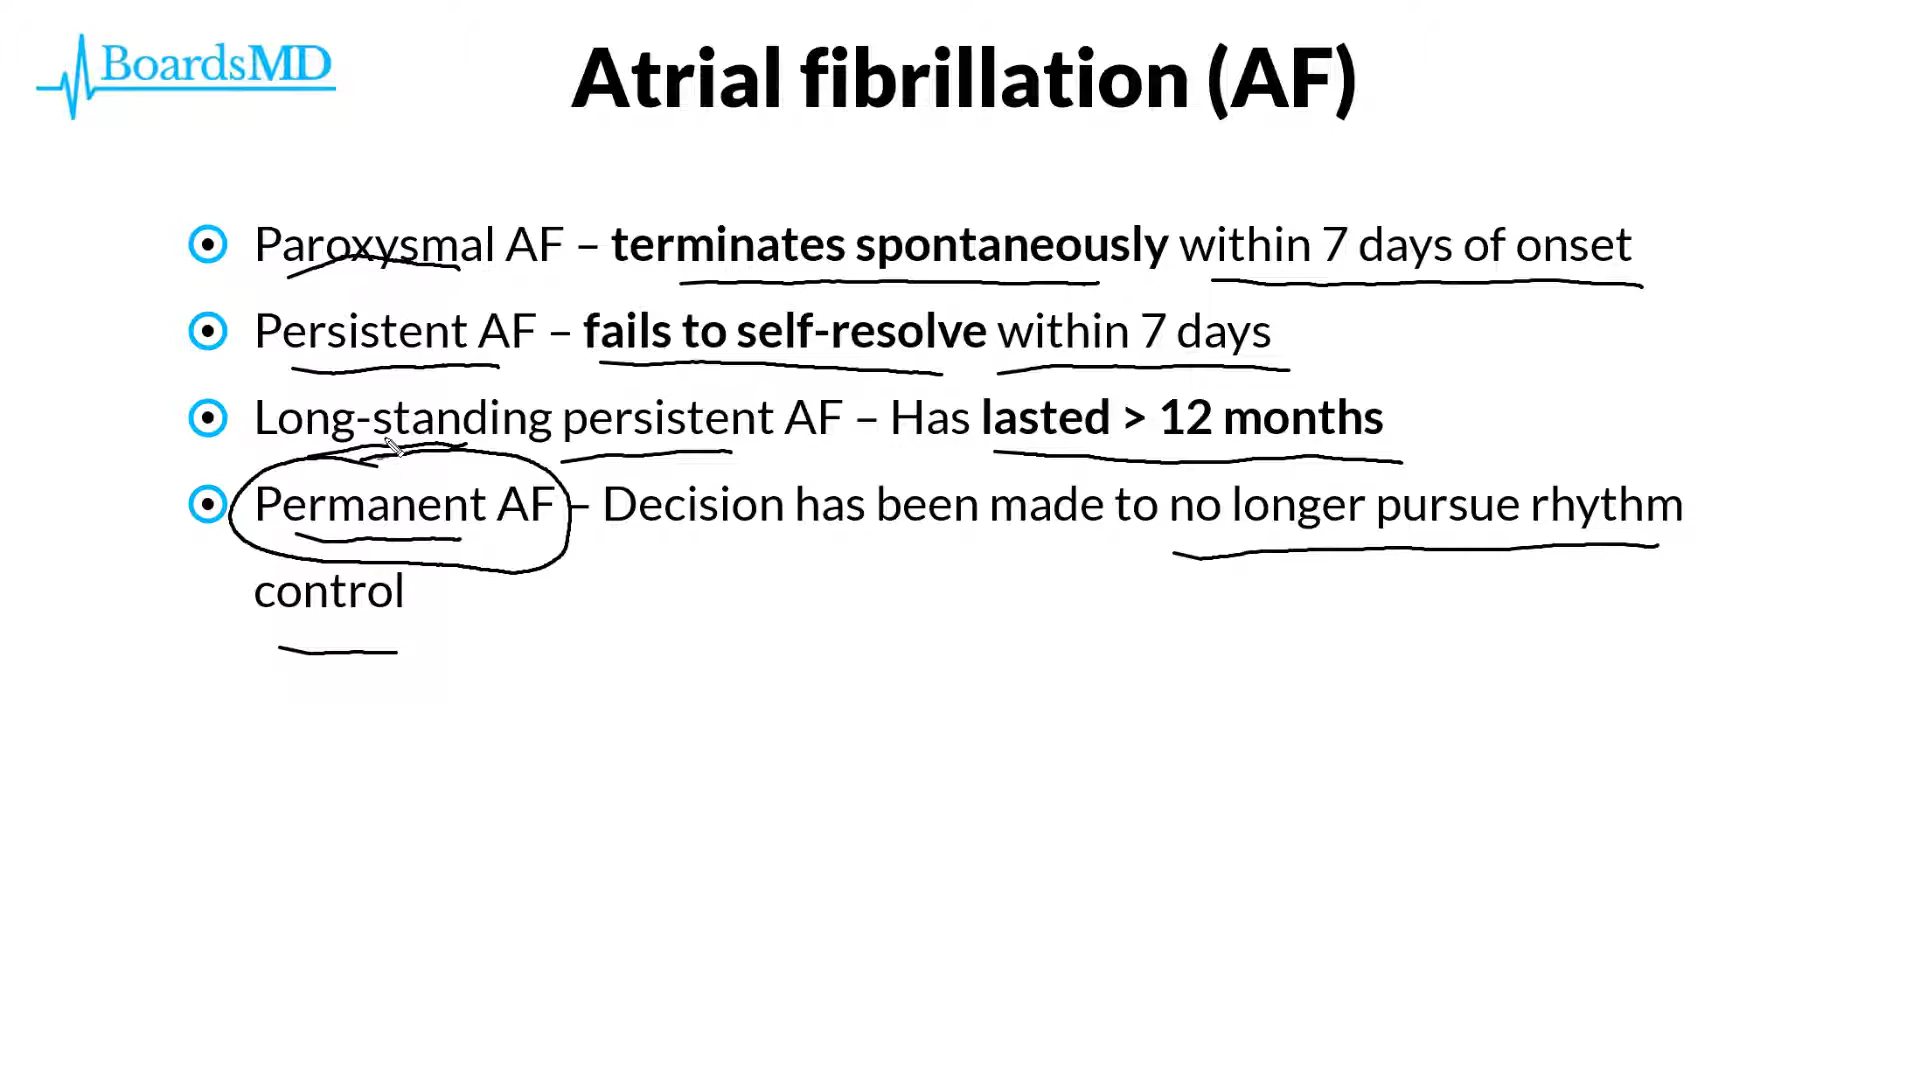 BoardsMD
Atrial fibrillation (AF)
Paroxysmal AF – terminates spontaneously within 7 days of onset
Persistent AF – fails to self-resolve within 7 days
Long-standing persistent AF – Has lasted > 12 months
Permanent AF – Decision has been made to no longer pursue rhythm
control